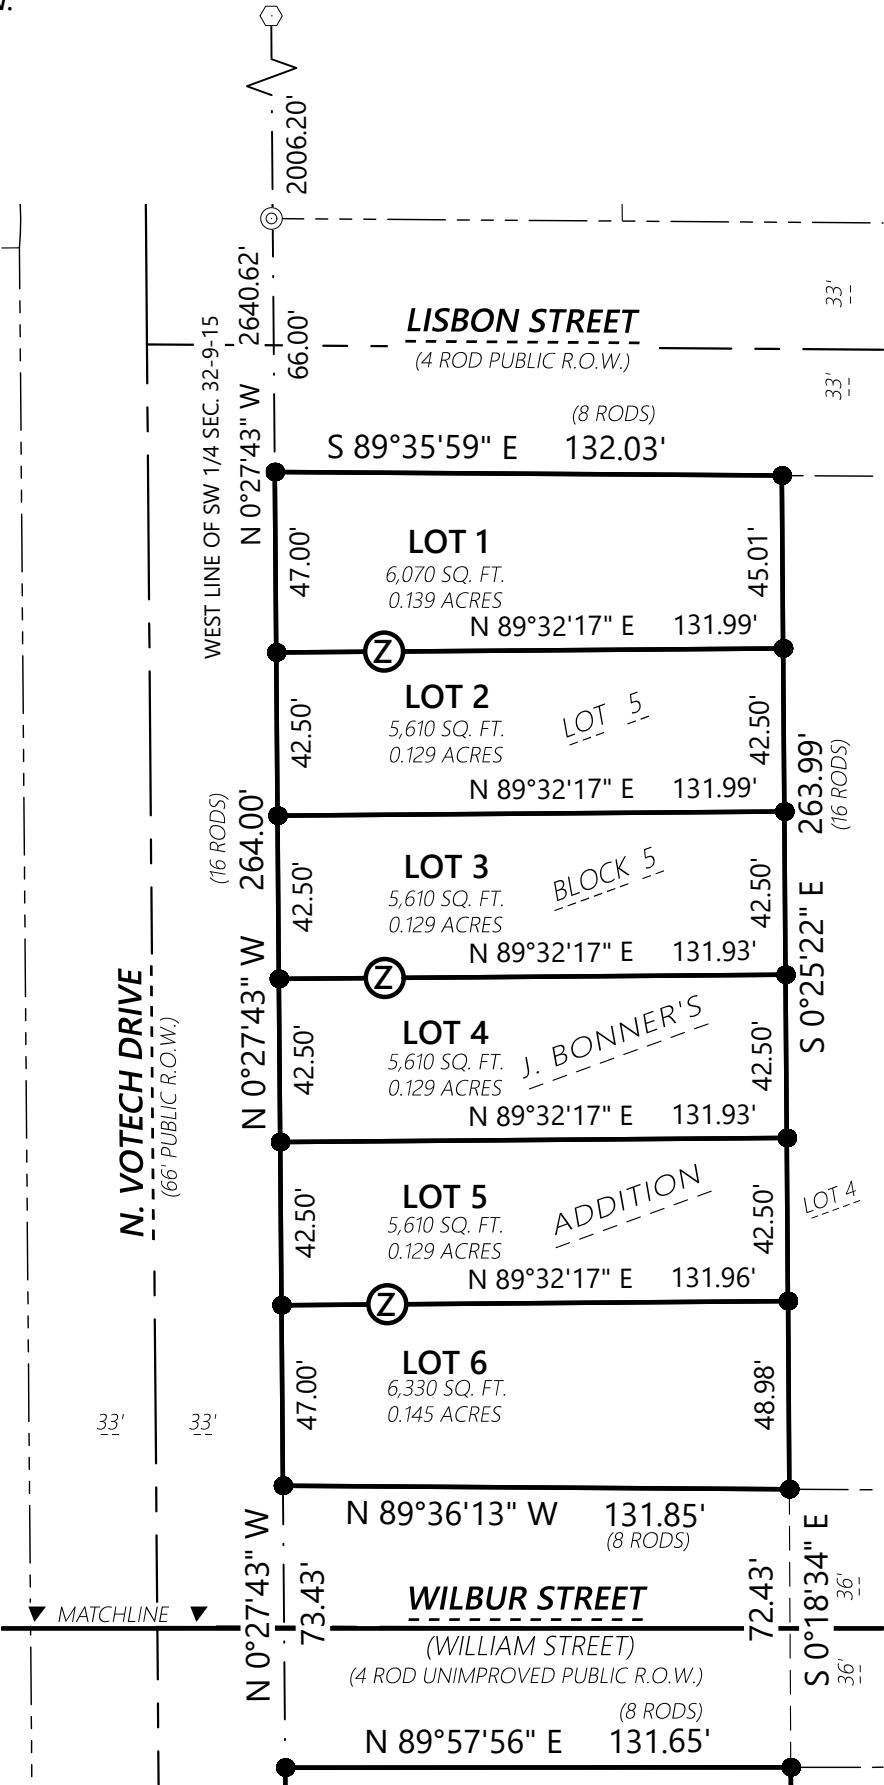 2006.20'
2640.62'
66.00'
WEST LINE OF SW 1/4 SEC. 32-9-15
N 0°27'43" W
LISBON STREET
(4 ROD PUBLIC R.O.W.)
33'
33'
(8 RODS)
S 89°35'59" E 132.03'
47.00'
LOT 1
6,070 SQ. FT.
0.139 ACRES
45.01'
N 89°32'17" E 131.99'
Z
42.50'
LOT 2
5,610 SQ. FT.
0.129 ACRES
LOT 5
42.50'
N 89°32'17" E 131.99'
(16 RODS)
264.00'
263.99'
(16 RODS)
42.50'
LOT 3
5,610 SQ. FT.
0.129 ACRES
BLOCK 5
42.50'
N 89°32'17" E 131.93'
Z
N 0°27'43" W
S 0°25'22" E
N. VOTECH DRIVE
(66' PUBLIC R.O.W.)
42.50'
LOT 4
5,610 SQ. FT.
0.129 ACRES
J. BONNER'S
42.50'
N 89°32'17" E 131.93'
42.50'
LOT 5
5,610 SQ. FT.
0.129 ACRES
ADDITION
42.50'
LOT 4
N 89°32'17" E 131.96'
Z
47.00'
LOT 6
6,330 SQ. FT.
0.145 ACRES
48.98'
33'
33'
N 89°36'13" W 131.85'
(8 RODS)
N 0°27'43" W
73.43'
WILBUR STREET
72.43'
S 0°18'34" E
36'
36'
MATCHLINE
(WILLIAM STREET)
(4 ROD UNIMPROVED PUBLIC R.O.W.)
(8 RODS)
N 89°57'56" E 131.65'